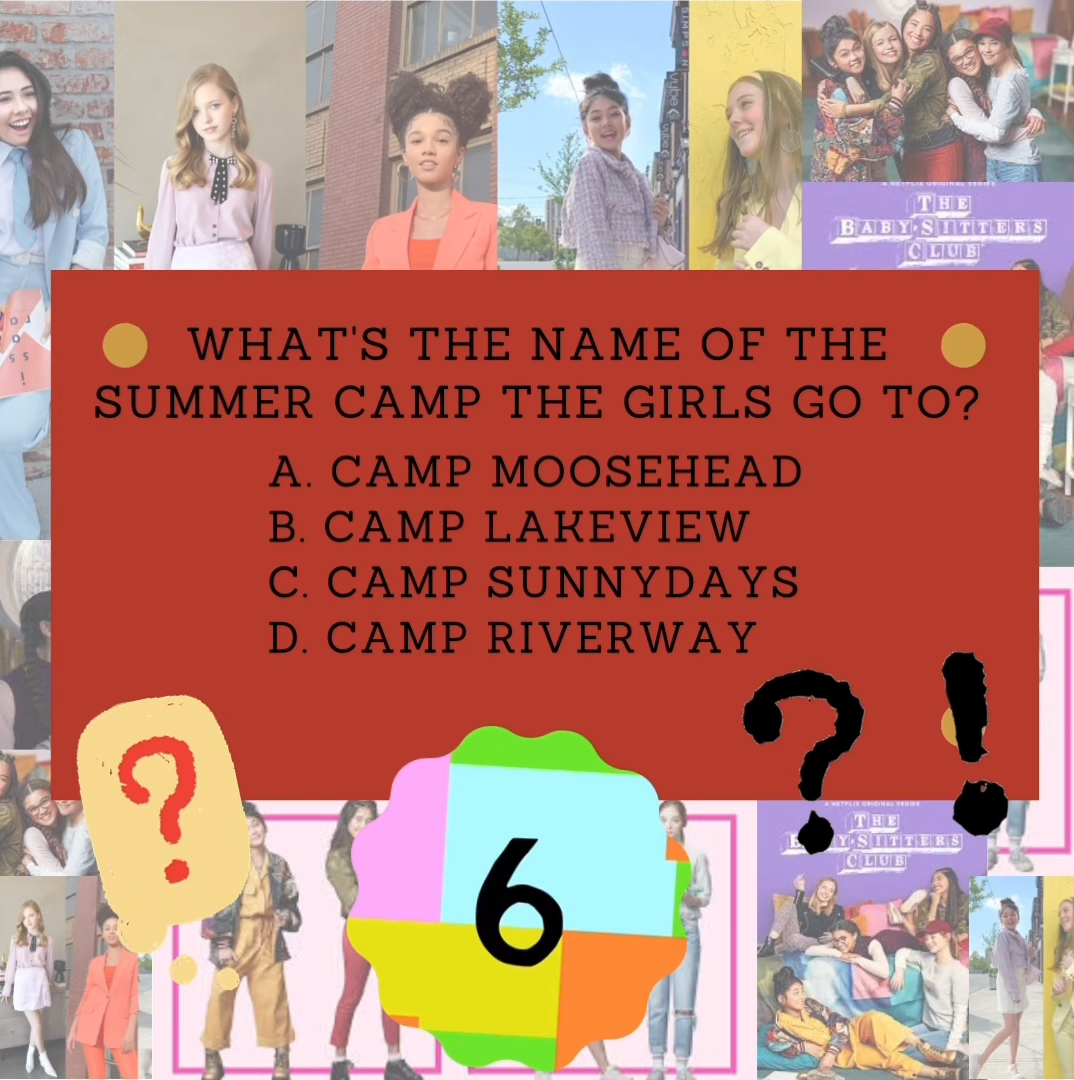 A NETFLIX ORIGINAL SERIES
THE
BABY-SITTERS
CLUB
WHAT'S THE NAME OF THE
SUMMER CAMP THE GIRLS GO TO?
A. CAMP MOOSEHEAD
B. CAMP LAKEVIEW
C. CAMP SUNNYDAYS
D. CAMP RIVERWAY
?
? !
6
A NETFLIX ORIGINAL SERIES
THE
BABY-SITTERS
CLUB